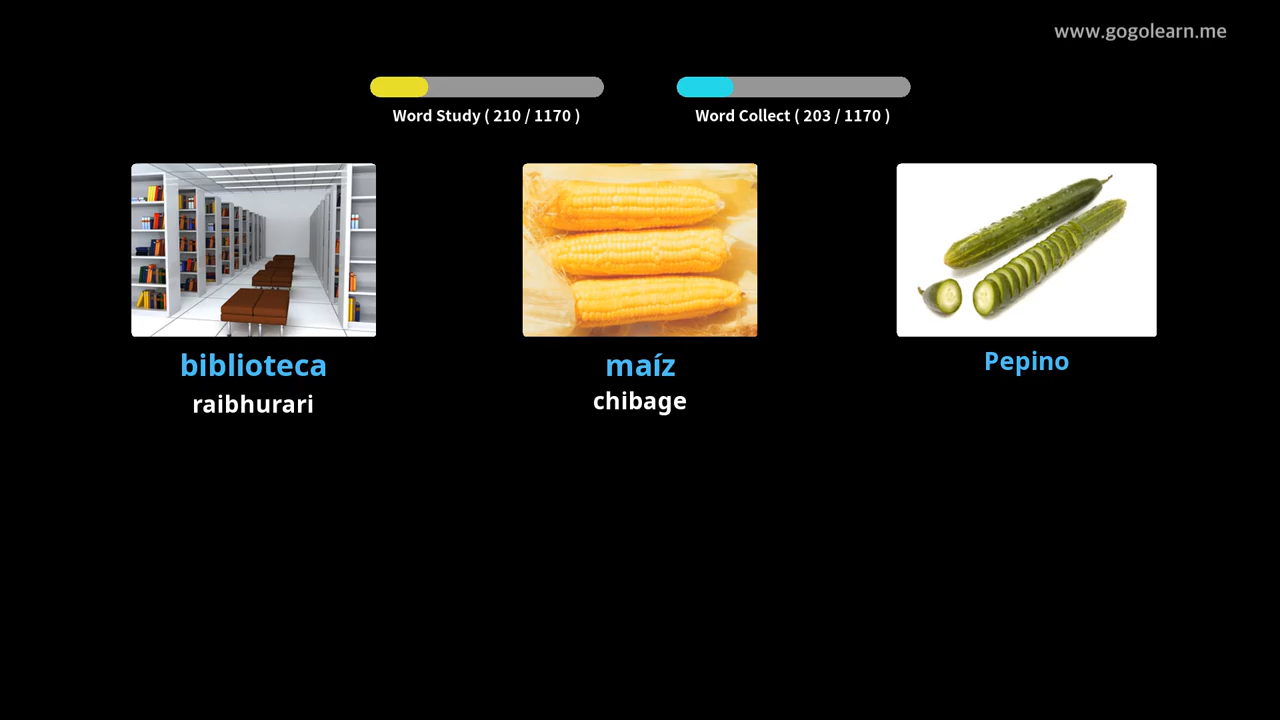 www.gogolearn.me
Word Study ( 210 / 1170 )
Word Collect ( 203 / 1170 )
biblioteca
raibhurari
maíz
chibage
Pepino